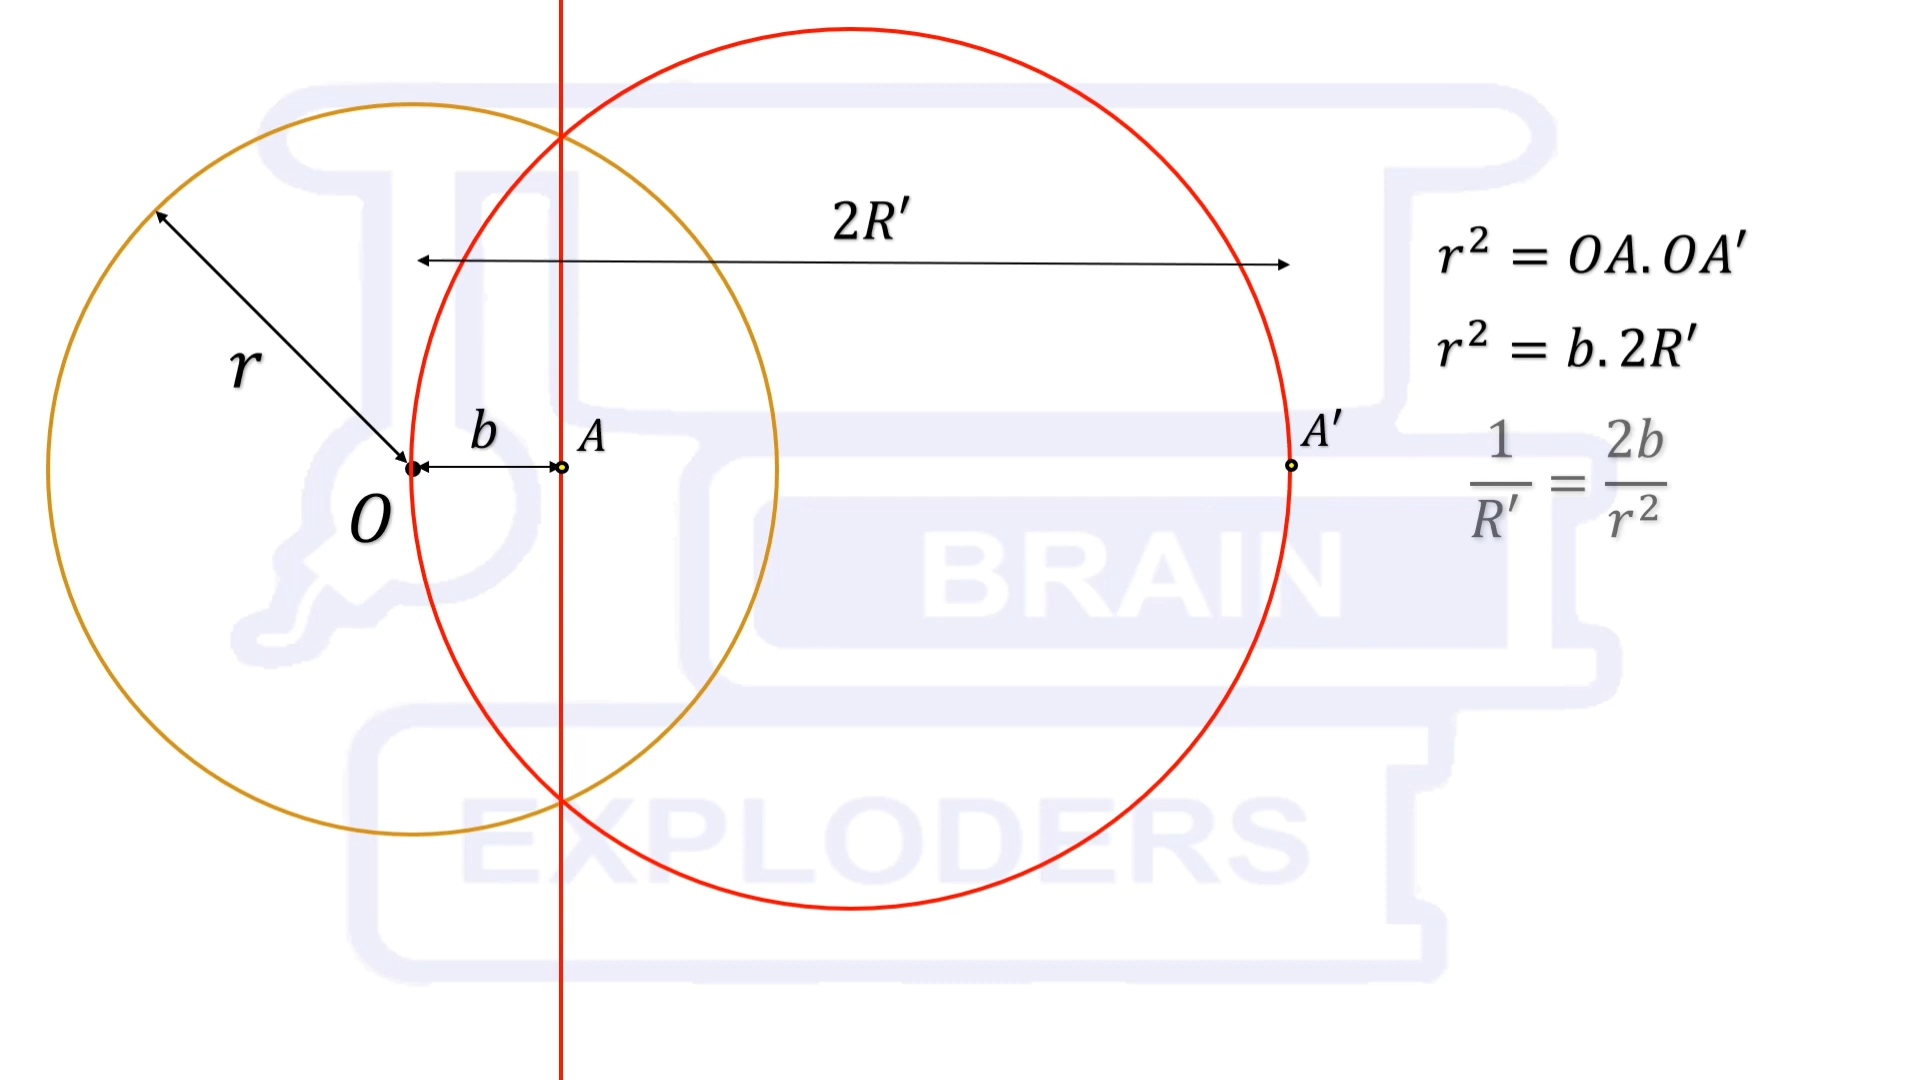 2R′
r² = OA.OA′
r² = b.2R′
r
b
A
A′
1/R′ = 2b/r²
O
BRAIN
EXPLODERS